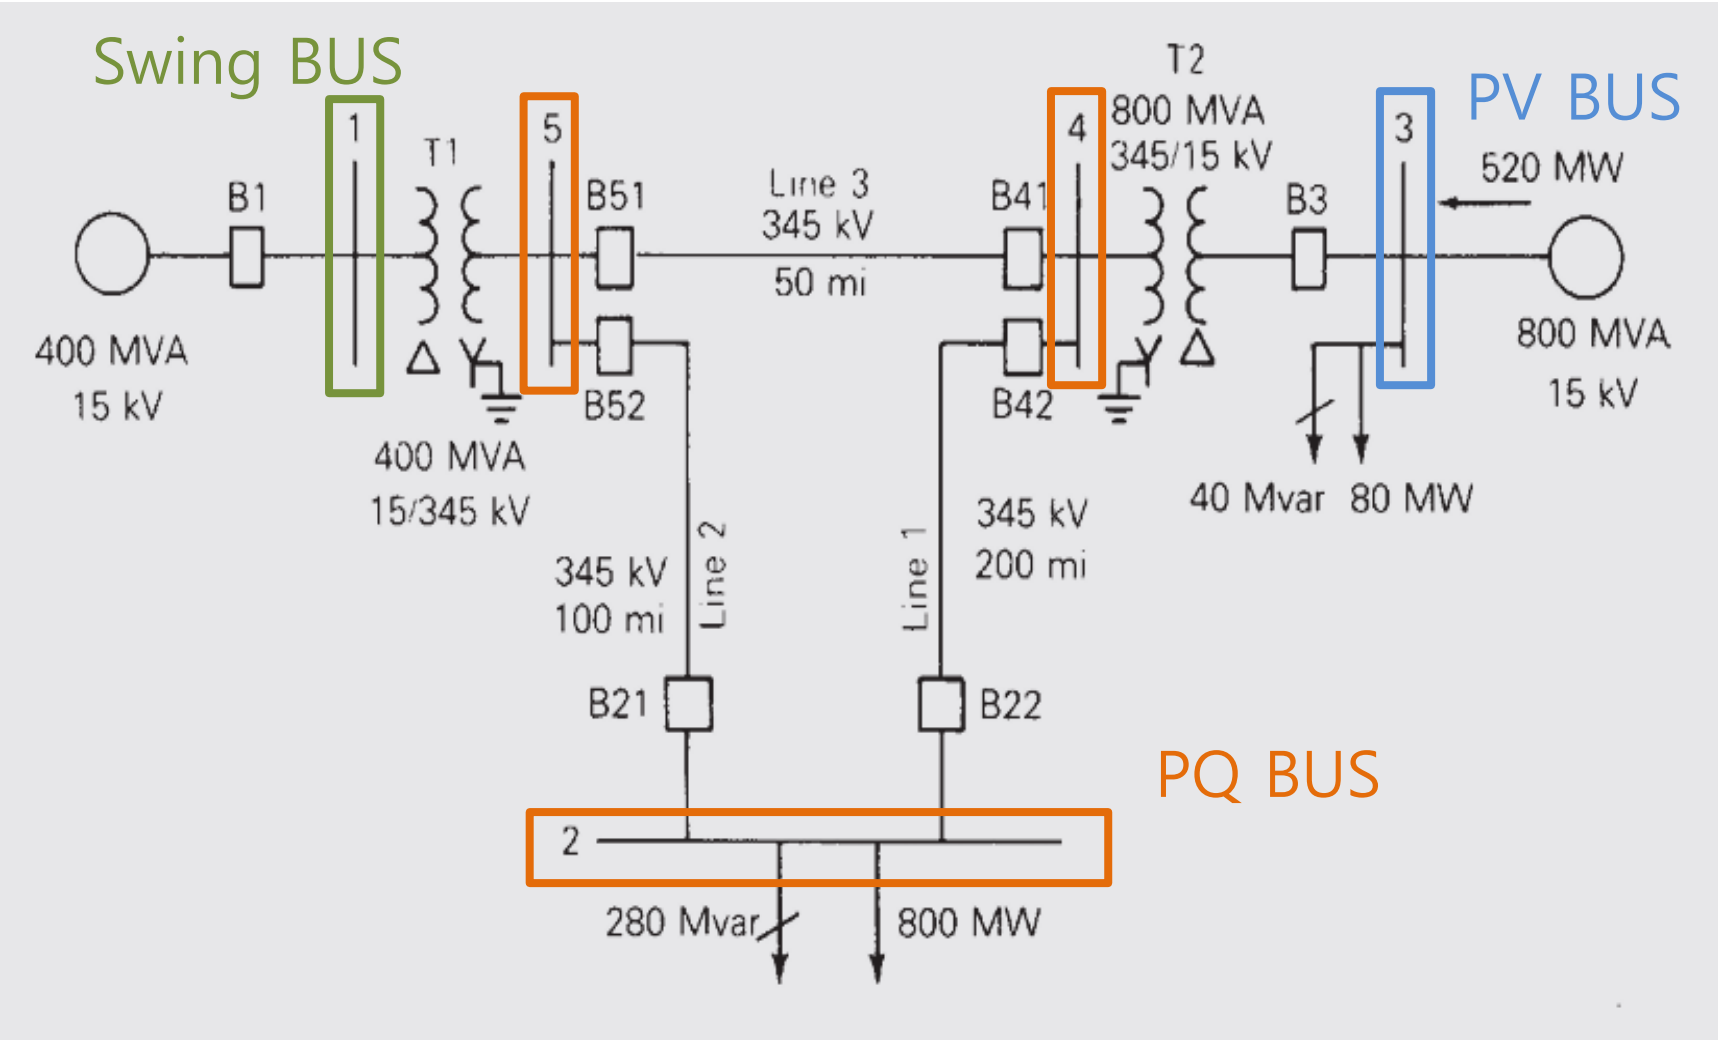 Swing BUS
T2
PV BUS
800 MVA
345/15 kV
1
5
4
3
T1
520 MW
B1
B51
Line 3
345 kV
50 mi
B41
B3
400 MVA
15 kV
B52
B42
800 MVA
15 kV
400 MVA
15/345 kV
40 Mvar
80 MW
345 kV
100 mi
Line 2
Line 1
345 kV
200 mi
B21
B22
PQ BUS
2
280 Mvar
800 MW